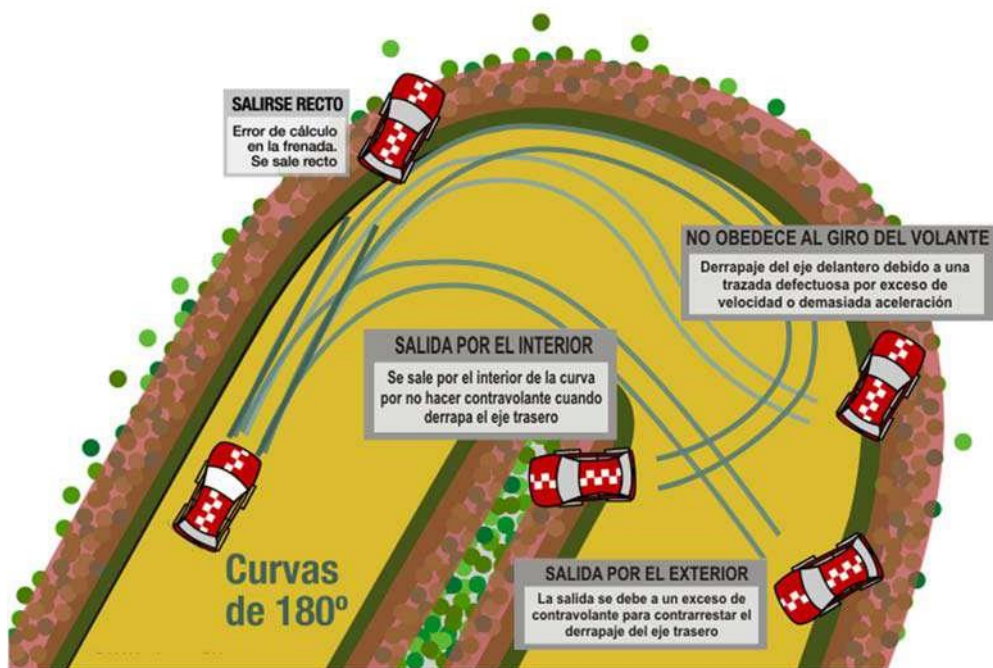 SALIRSE RECTO
Error de cálculo
en la frenada.
Se sale recto
NO OBEDECE AL GIRO DEL VOLANTE
Derrapaje del eje delantero debido a una
trazada defectuosa por exceso de
velocidad o demasiada aceleración
SALIDA POR EL INTERIOR
Se sale por el interior de la curva
por no hacer contravolante cuando
derrapa el eje trasero
SALIDA POR EL EXTERIOR
La salida se debe a un exceso de
contravolante para contrarrestar el
derrapaje del eje trasero
Curvas
de 180º